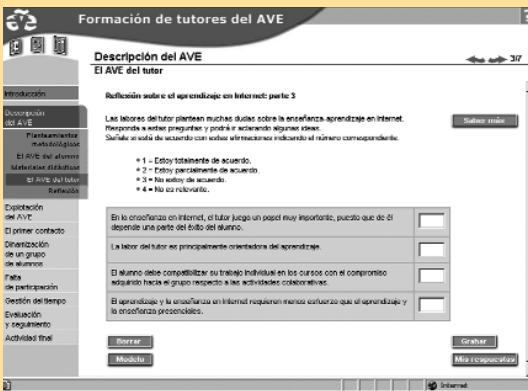 Formación de tutores del AVE
Descripción del AVE
3/7
El AVE del tutor
Introducción
Descripción
del AVE
Planteamientos
metodológicos
El AVE del alumno
Materiales didácticos
El AVE del tutor
Reflexión
Explotación
del AVE
El primer contacto
Dinamización
de un grupo
de alumnos
Falta
de participación
Gestión del tiempo
Evaluación
y seguimiento
Actividad final
Reflexión sobre el aprendizaje en Internet: parte 3
Las labores del tutor plantean muchas dudas sobre la enseñanza-aprendizaje en Internet.
Responda a estas preguntas y podrá ir aclarando algunas ideas.
Señale si está de acuerdo con estas afirmaciones indicando el número correspondiente.
Saber más
1 = Estoy totalmente de acuerdo.
2 = Estoy parcialmente de acuerdo.
3 = No estoy de acuerdo.
4 = No es relevante.
En la enseñanza en Internet, el tutor juega un papel muy importante, puesto que de él
depende una parte del éxito del alumno.
La labor del tutor es principalmente orientadora del aprendizaje.
El alumno debe compatibilizar su trabajo individual en los cursos con el compromiso
adquirido hacia el grupo respecto a las actividades colaborativas.
El aprendizaje y la enseñanza en Internet requieren menos esfuerzo que el aprendizaje y
la enseñanza presenciales.
Borrar
Grabar
Modelo
Mis respuestas
Internet